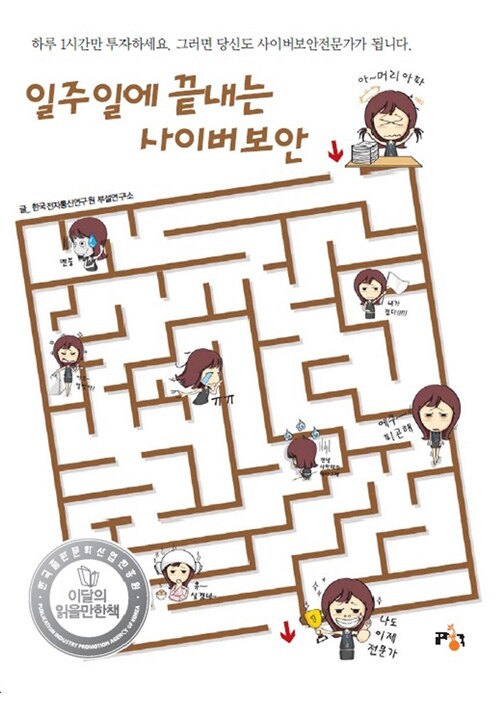 하루 1시간만 투자하세요. 그러면 당신도 사이버보안전문가가 됩니다.
일주일에 끝내는
사이버보안
아~머리아파
글_ 한국전자통신연구원 부설연구소
멘붕
내가
졌다!!!!!
ㅠㅠ
에구~
피곤해
한국출판문화산업진흥원
이달의
읽을만한책
PUBLICATION INDUSTRY PROMOTION AGENCY OF KOREA
나도
이제
전문가